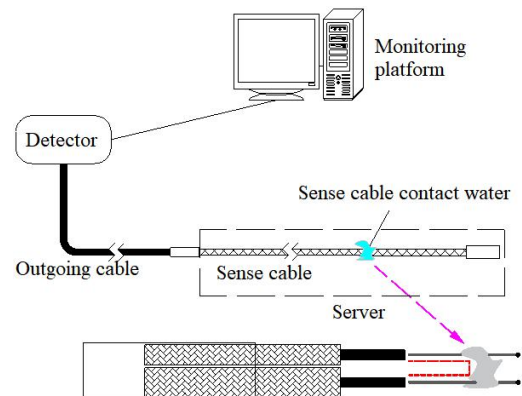 Monitoring
platform
Detector
Sense cable contact water
Outgoing cable
Sense cable
Server